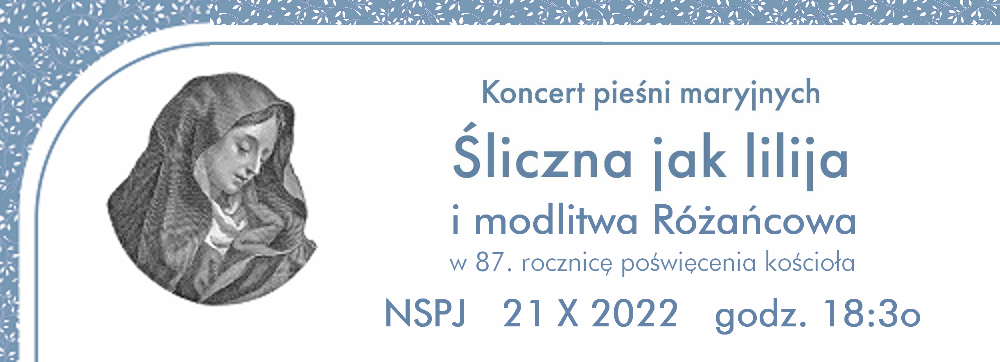 Koncert pieśni maryjnych
Śliczna jak lilija
i modlitwa Różańcowa
w 87. rocznicę poświęcenia kościoła
NSPJ 21 X 2022 godz. 18:3o